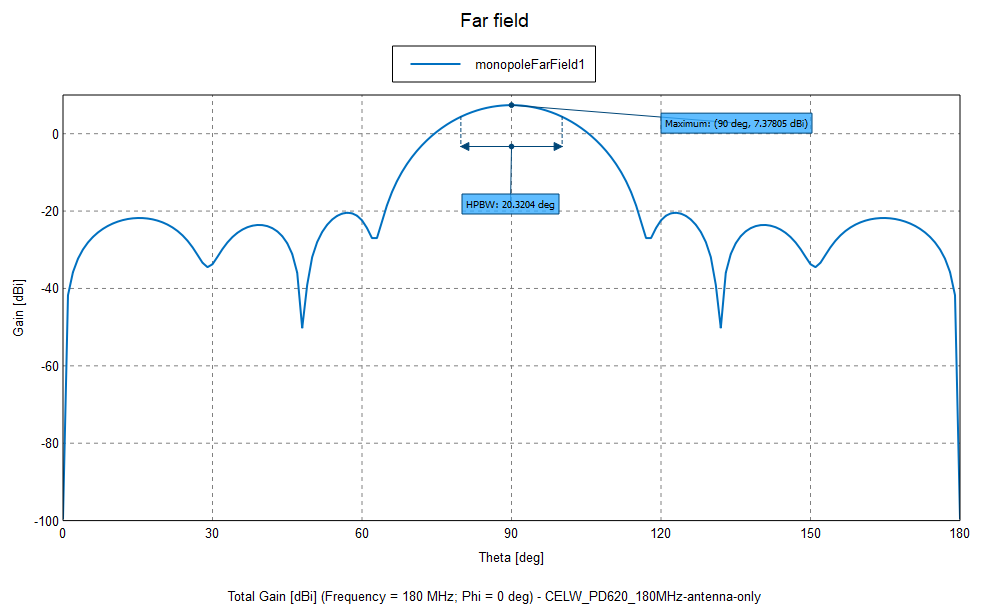 Far field
monopoleFarField1
Maximum: (90 deg, 7.37805 dBi)
HPBW: 20.3204 deg
Gain [dBi]
0
-20
-40
-60
-80
-100
0 30 60 90 120 150 180
Theta [deg]
Total Gain [dBi] (Frequency = 180 MHz; Phi = 0 deg) - CELW_PD620_180MHz-antenna-only